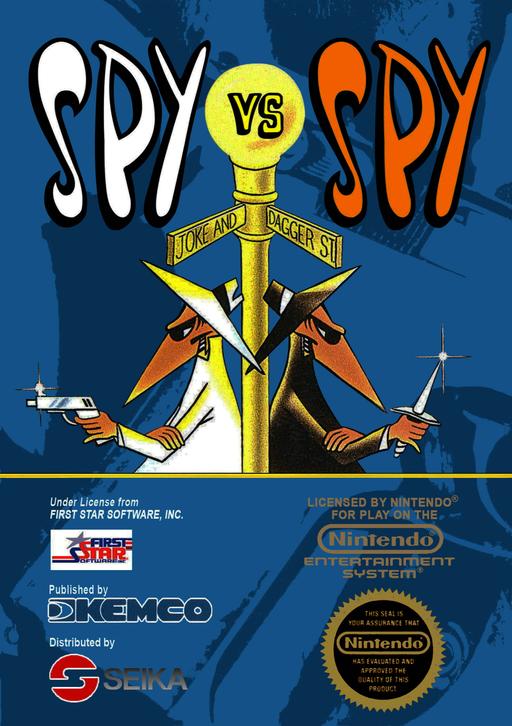 SPY VS SPY
JOKE AND DAGGER ST
Under License from
FIRST STAR SOFTWARE, INC.
FIRST
STAR
SOFTWARE INC
Published by
KEMCO
Distributed by
SEIKA
LICENSED BY NINTENDO®
FOR PLAY ON THE
Nintendo
ENTERTAINMENT
SYSTEM®
THIS SEAL IS
YOUR ASSURANCE THAT
Nintendo
HAS EVALUATED AND
APPROVED THE
QUALITY OF THIS
PRODUCT